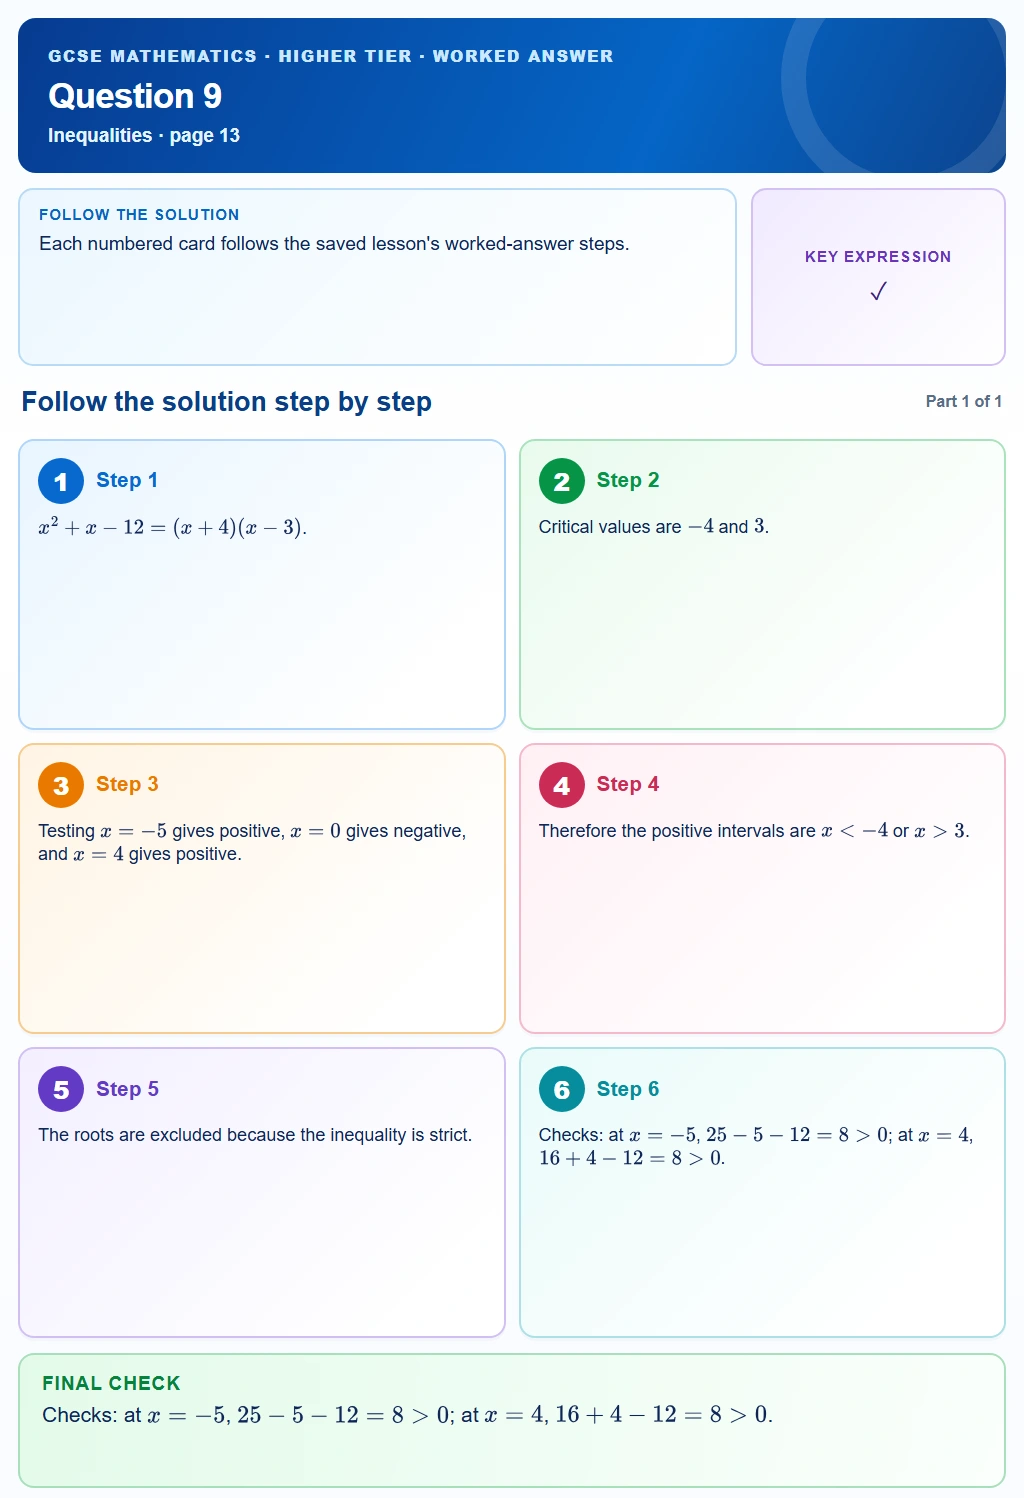 GCSE MATHEMATICS · HIGHER TIER · WORKED ANSWER
Question 9
Inequalities · page 13
FOLLOW THE SOLUTION
Each numbered card follows the saved lesson's worked-answer steps.
KEY EXPRESSION
✓
Follow the solution step by step
Part 1 of 1
1 Step 1
x² + x − 12 = (x + 4)(x − 3).
2 Step 2
Critical values are −4 and 3.
3 Step 3
Testing x = −5 gives positive, x = 0 gives negative,
and x = 4 gives positive.
4 Step 4
Therefore the positive intervals are x < −4 or x > 3.
5 Step 5
The roots are excluded because the inequality is strict.
6 Step 6
Checks: at x = −5, 25 − 5 − 12 = 8 > 0; at x = 4,
16 + 4 − 12 = 8 > 0.
FINAL CHECK
Checks: at x = −5, 25 − 5 − 12 = 8 > 0; at x = 4, 16 + 4 − 12 = 8 > 0.